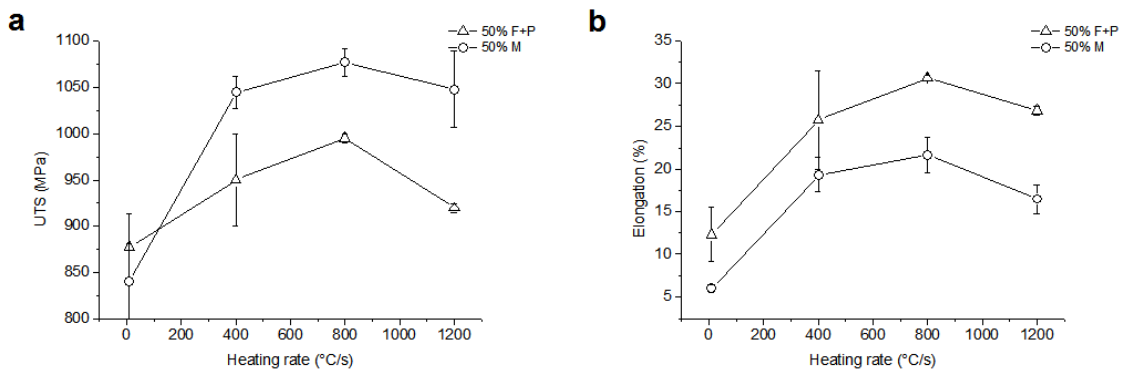 a
50% F+P
50% M
1100
1050
1000
950
900
850
800
UTS (MPa)
0 200 400 600 800 1000 1200
Heating rate (°C/s)
b
50% F+P
50% M
35
30
25
20
15
10
5
Elongation (%)
0 200 400 600 800 1000 1200
Heating rate (°C/s)